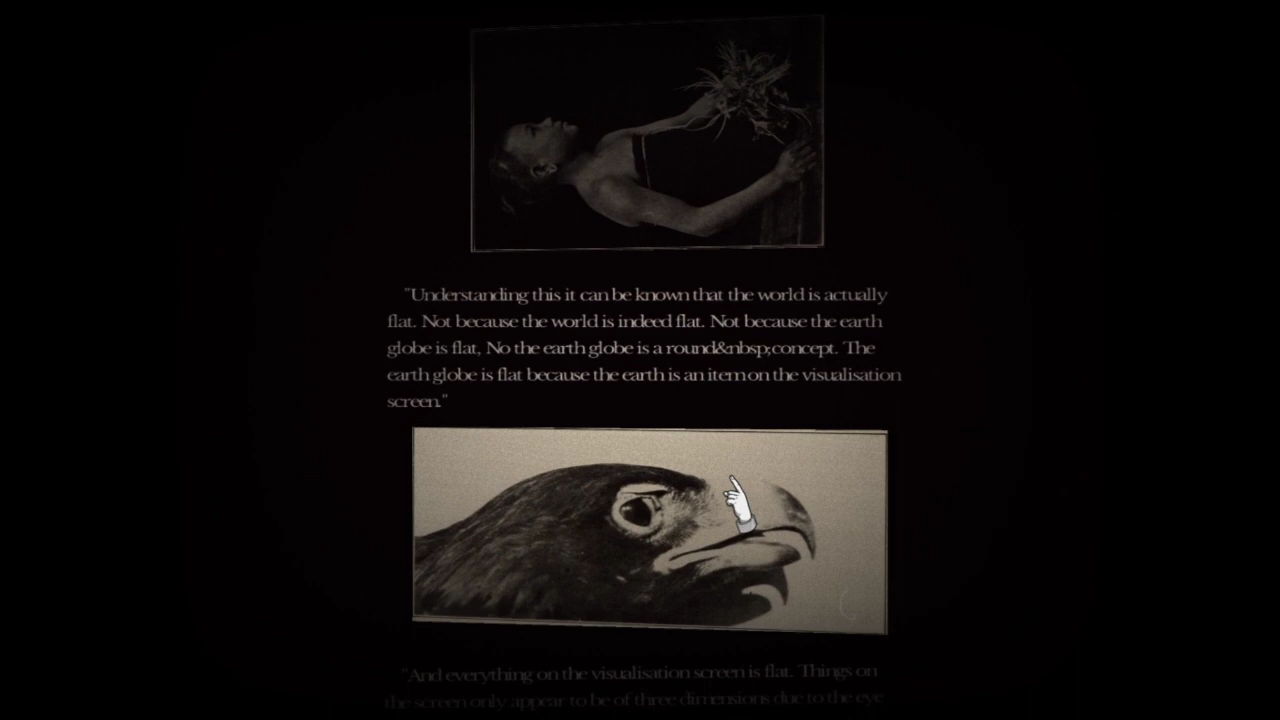 "Understanding this it can be known that the world is actually
flat. Not because the world is indeed flat. Not because the earth
globe is flat, No the earth globe is a round&nbsp;concept. The
earth globe is flat because the earth is an item on the visualisation
screen."
"And everything on the visualisation screen is flat. Things on
the screen only appear to be of three dimensions due to the eye